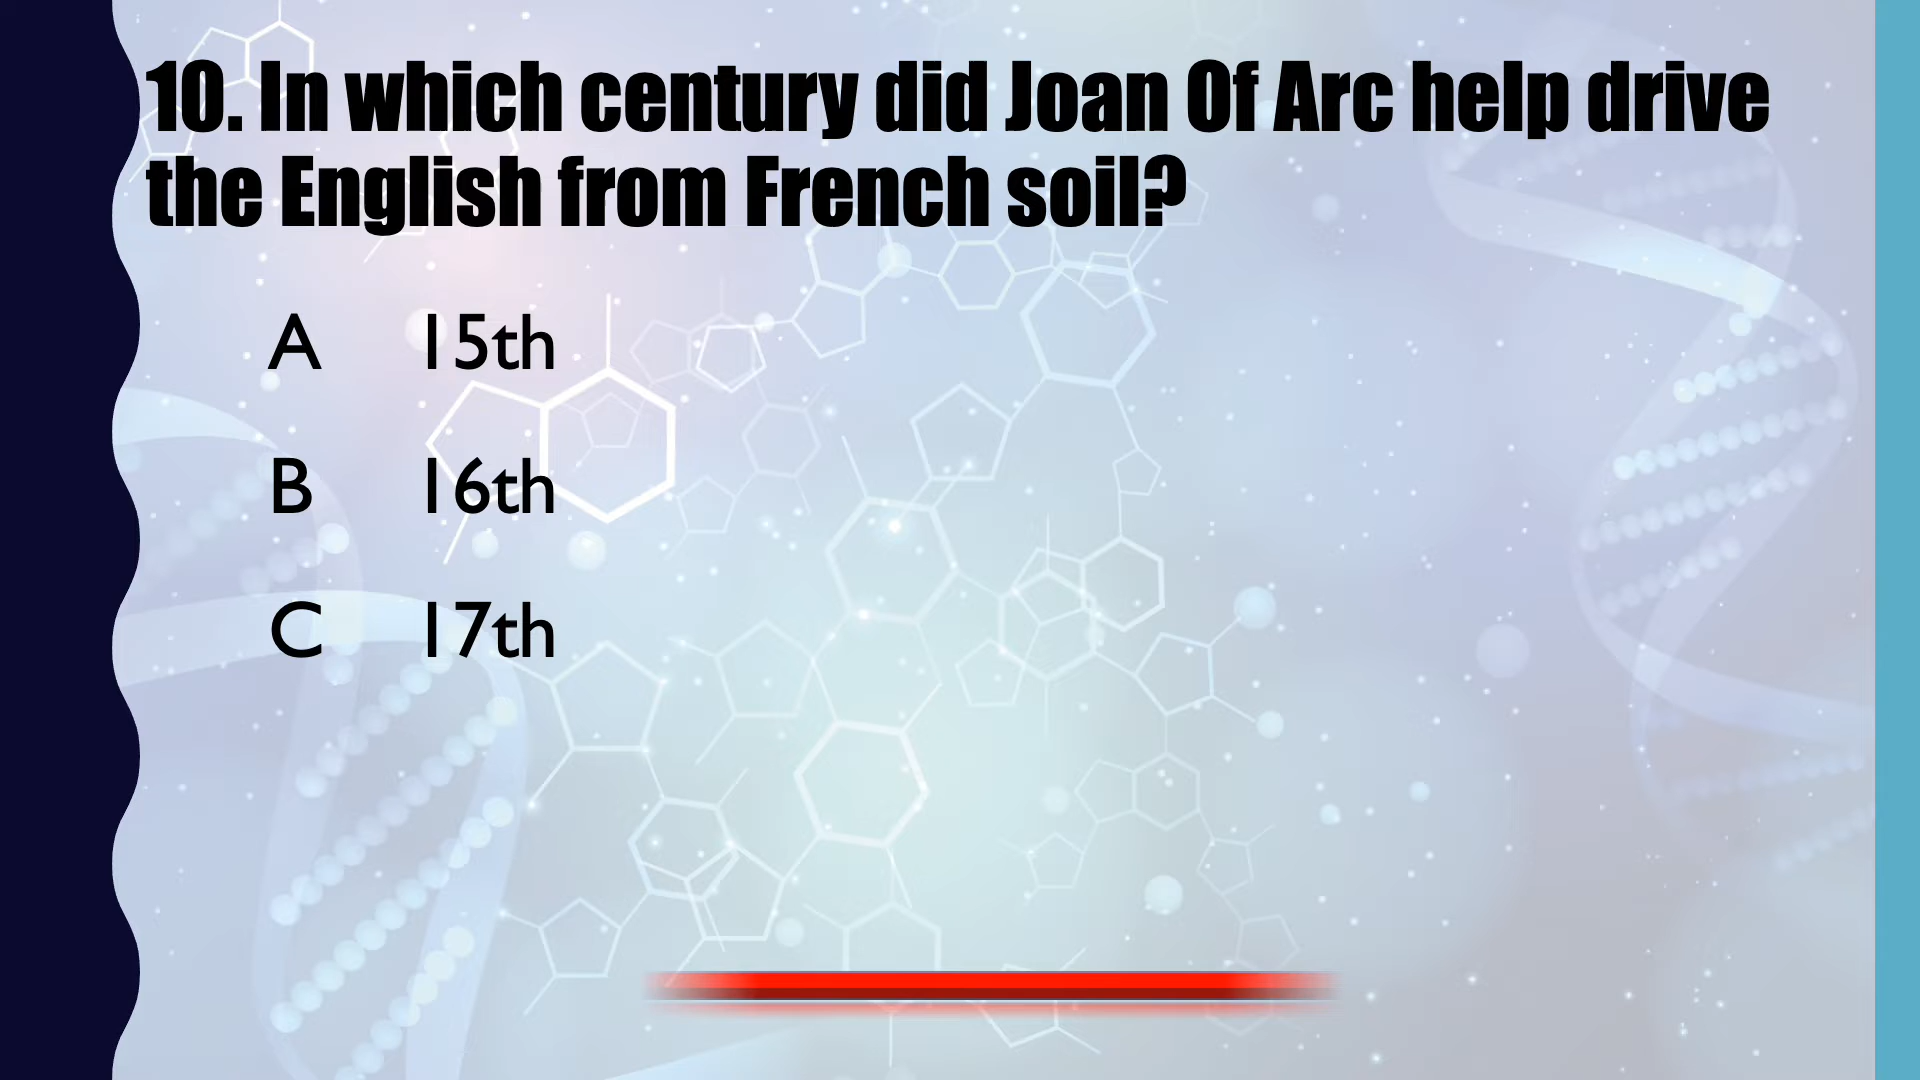 10. In which century did Joan Of Arc help drive
the English from French soil?
A 15th
B 16th
C 17th